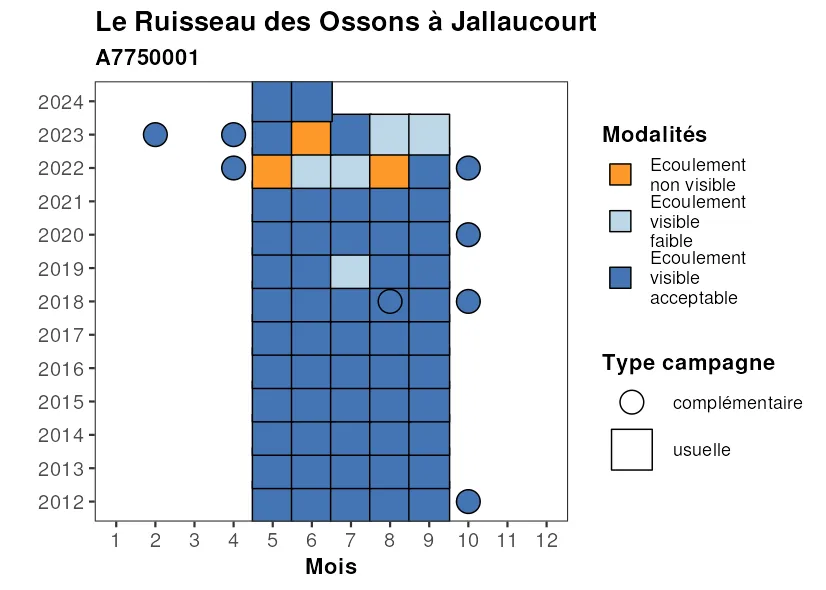 Le Ruisseau des Ossons à Jallaucourt
A7750001
2024
2023
2022
2021
2020
2019
2018
2017
2016
2015
2014
2013
2012
1 2 3 4 5 6 7 8 9 10 11 12
Mois
Modalités
Ecoulement
non visible
Ecoulement
visible
faible
Ecoulement
visible
acceptable
Type campagne
complémentaire
usuelle